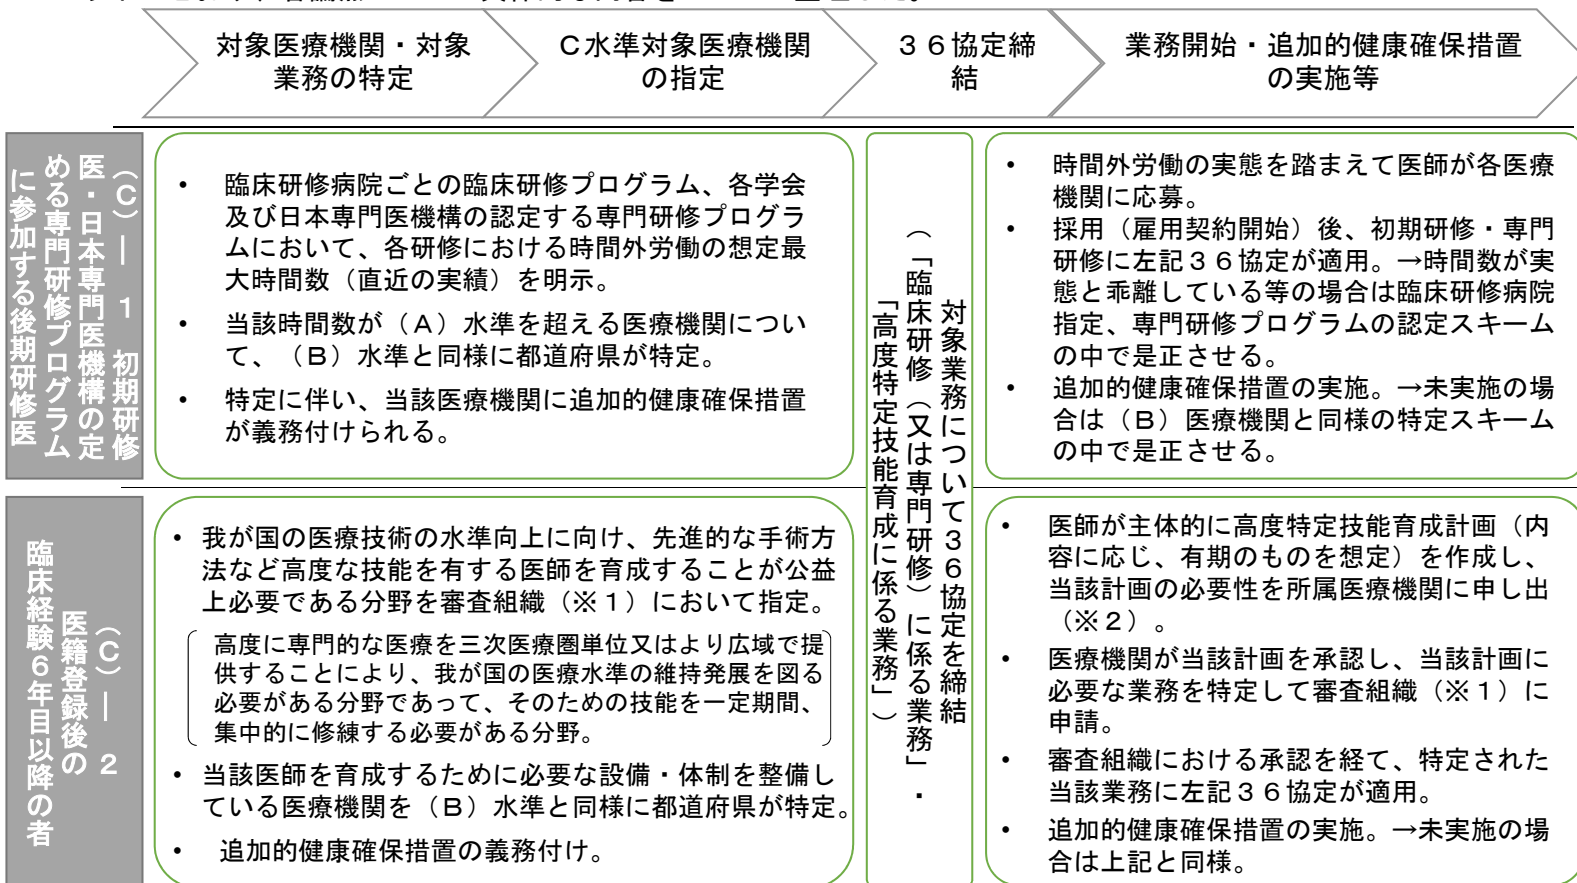 対象医療機関・対象
業務の特定
C水準対象医療機関
の指定
36協定締
結
業務開始・追加的健康確保措置
の実施等
(C)―1 初期研修
医・日本専門医機構の定
める専門研修プログラム
に参加する後期研修医
・ 臨床研修病院ごとの臨床研修プログラム、各学会
及び日本専門医機構の認定する専門研修プログラ
ムにおいて、各研修における時間外労働の想定最
大時間数(直近の実績)を明示。
・ 当該時間数が(A)水準を超える医療機関につい
て、(B)水準と同様に都道府県が特定。
・ 特定に伴い、当該医療機関に追加的健康確保措置
が義務付けられる。
対象業務について36協定を締結
(「臨床研修(又は専門研修)に係る業務」・
「高度特定技能育成に係る業務」)
・ 時間外労働の実態を踏まえて医師が各医療
機関に応募。
・ 採用(雇用契約開始)後、初期研修・専門
研修に左記36協定が適用。→時間数が実
態と乖離している等の場合は臨床研修病院
指定、専門研修プログラムの認定スキーム
の中で是正させる。
・ 追加的健康確保措置の実施。→未実施の場
合は(B)医療機関と同様の特定スキーム
の中で是正させる。
(C)―2
医籍登録後の
臨床経験6年目以降の者
・ 我が国の医療技術の水準向上に向け、先進的な手術方
法など高度な技能を有する医師を育成することが公益
上必要である分野を審査組織(※1)において指定。
高度に専門的な医療を三次医療圏単位又はより広域で提
供することにより、我が国の医療水準の維持発展を図る
必要がある分野であって、そのための技能を一定期間、
集中的に修練する必要がある分野。
・ 当該医師を育成するために必要な設備・体制を整備し
ている医療機関を(B)水準と同様に都道府県が特定。
・ 追加的健康確保措置の義務付け。
・ 医師が主体的に高度特定技能育成計画(内
容に応じ、有期のものを想定)を作成し、
当該計画の必要性を所属医療機関に申し出
(※2)。
・ 医療機関が当該計画を承認し、当該計画に
必要な業務を特定して審査組織(※1)に
申請。
・ 審査組織における承認を経て、特定された
当該業務に左記36協定が適用。
・ 追加的健康確保措置の実施。→未実施の場
合は上記と同様。